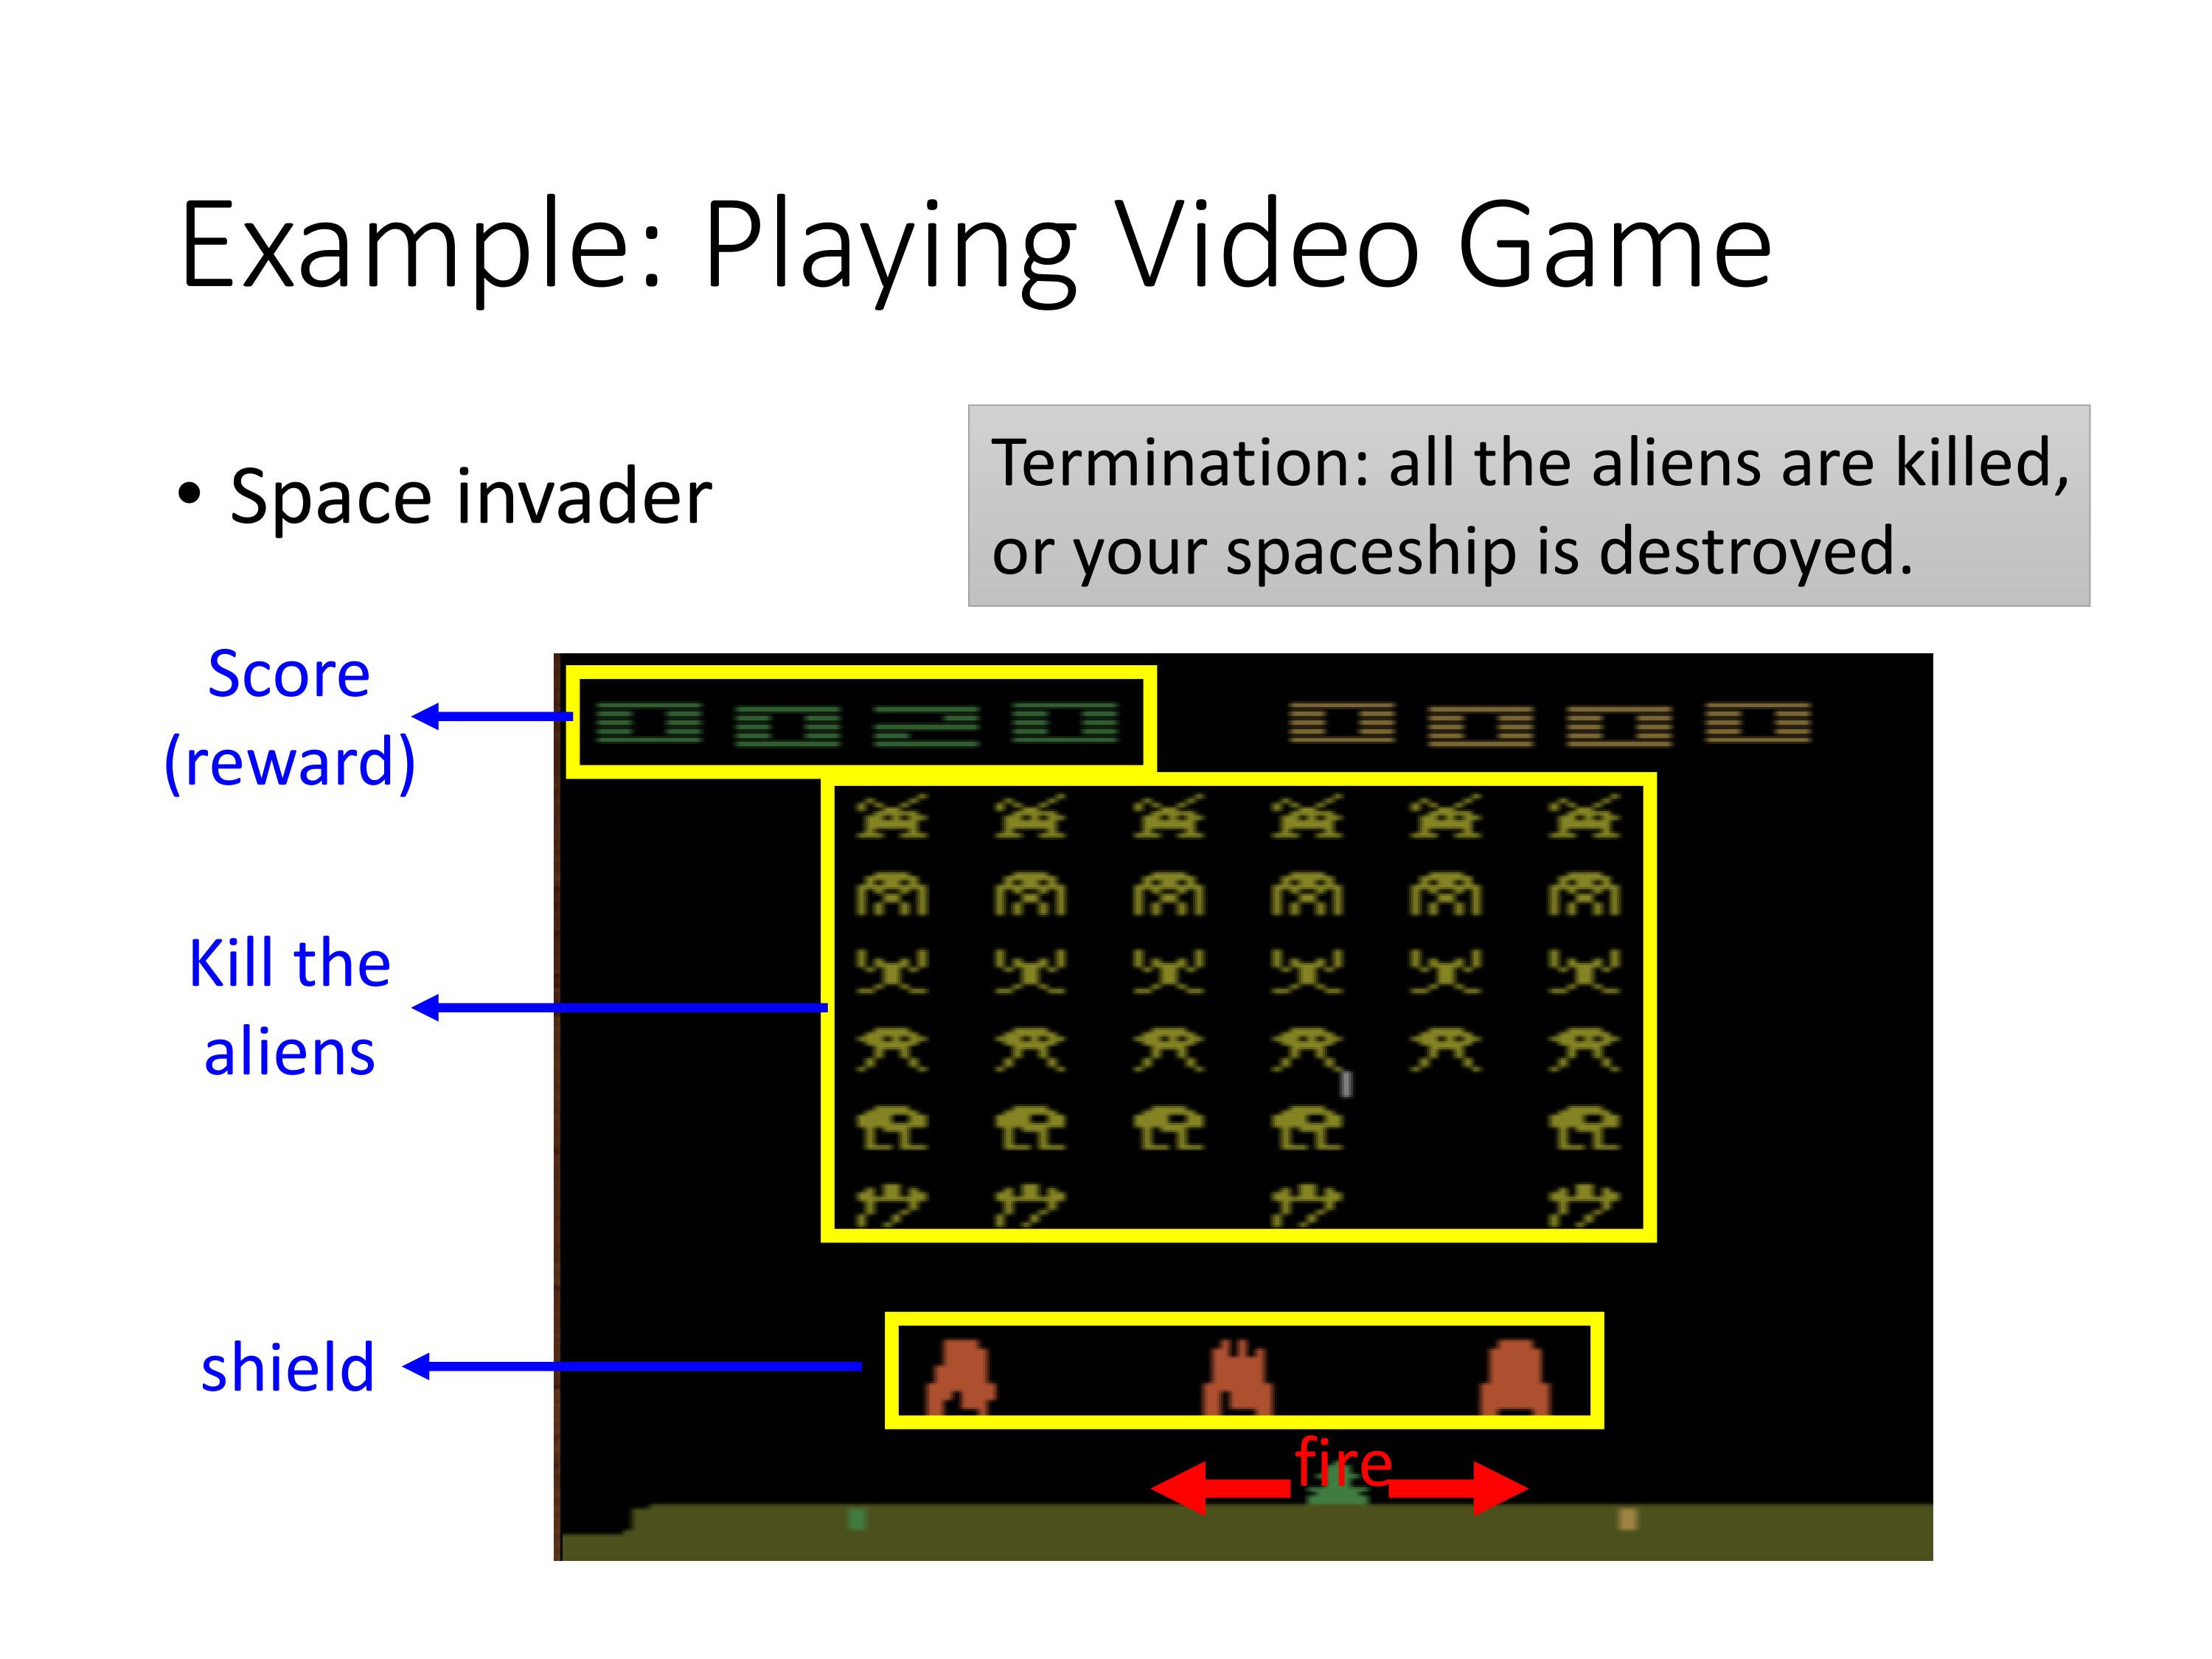 Example: Playing Video Game
• Space invader
Termination: all the aliens are killed,
or your spaceship is destroyed.
Score
(reward)
0020 0000
Kill the
aliens
shield
fire